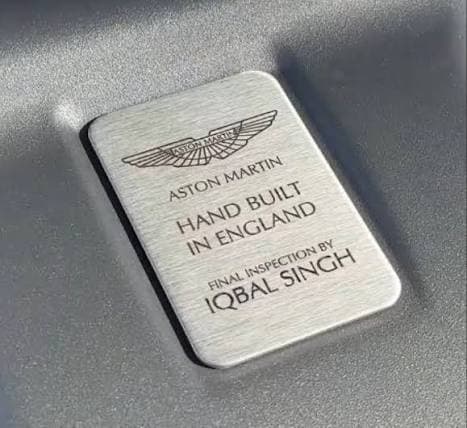 ASTON MARTIN
ASTON MARTIN
HAND BUILT
IN ENGLAND
FINAL INSPECTION BY
IQBAL SINGH